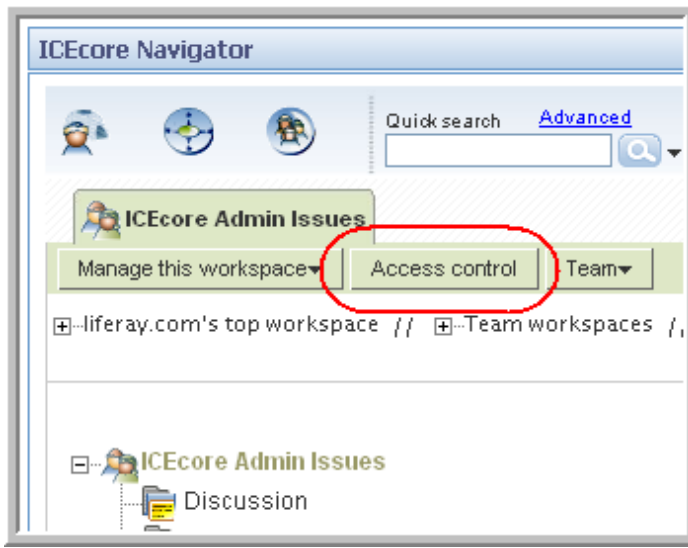 ICEcore Navigator
Quick search Advanced
ICEcore Admin Issues
Manage this workspace Access control Team
liferay.com's top workspace // Team workspaces /
ICEcore Admin Issues
Discussion